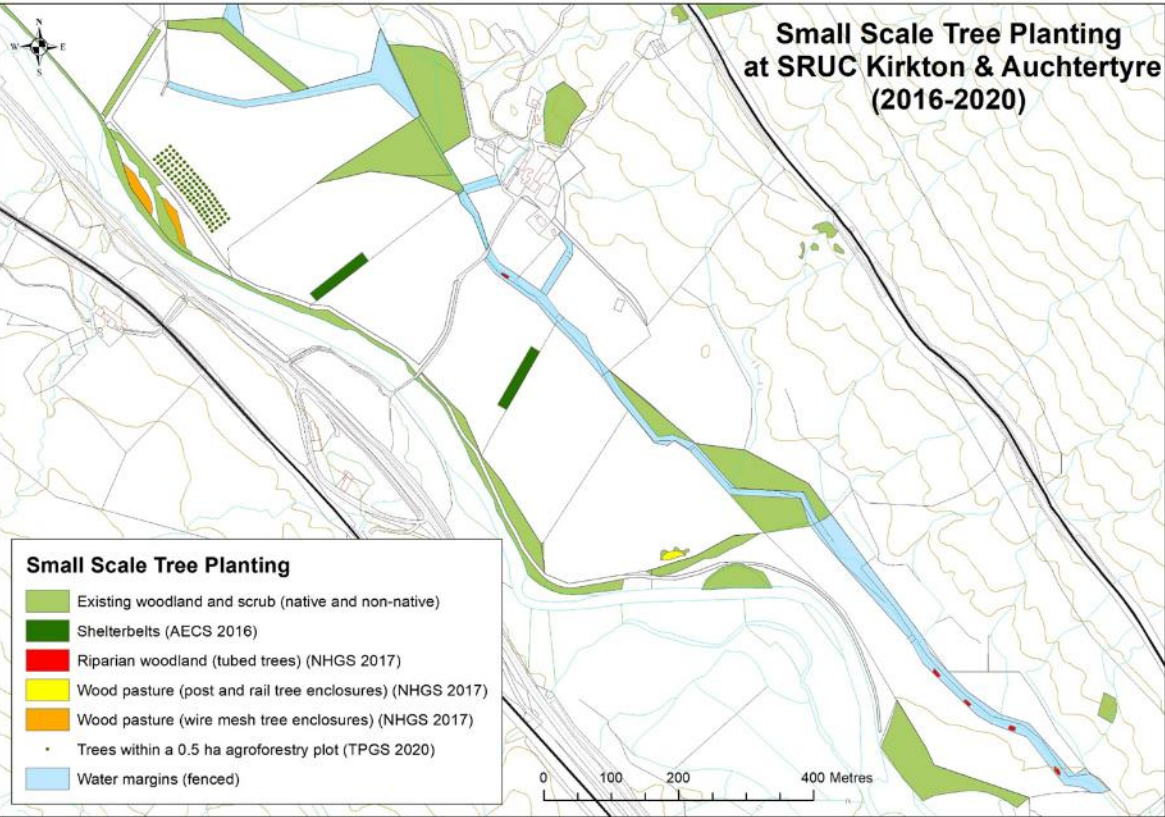 N
W E
S
Small Scale Tree Planting
at SRUC Kirkton & Auchtertyre
(2016-2020)
Small Scale Tree Planting
Existing woodland and scrub (native and non-native)
Shelterbelts (AECS 2016)
Riparian woodland (tubed trees) (NHGS 2017)
Wood pasture (post and rail tree enclosures) (NHGS 2017)
Wood pasture (wire mesh tree enclosures) (NHGS 2017)
Trees within a 0.5 ha agroforestry plot (TPGS 2020)
Water margins (fenced)
0 100 200 400 Metres